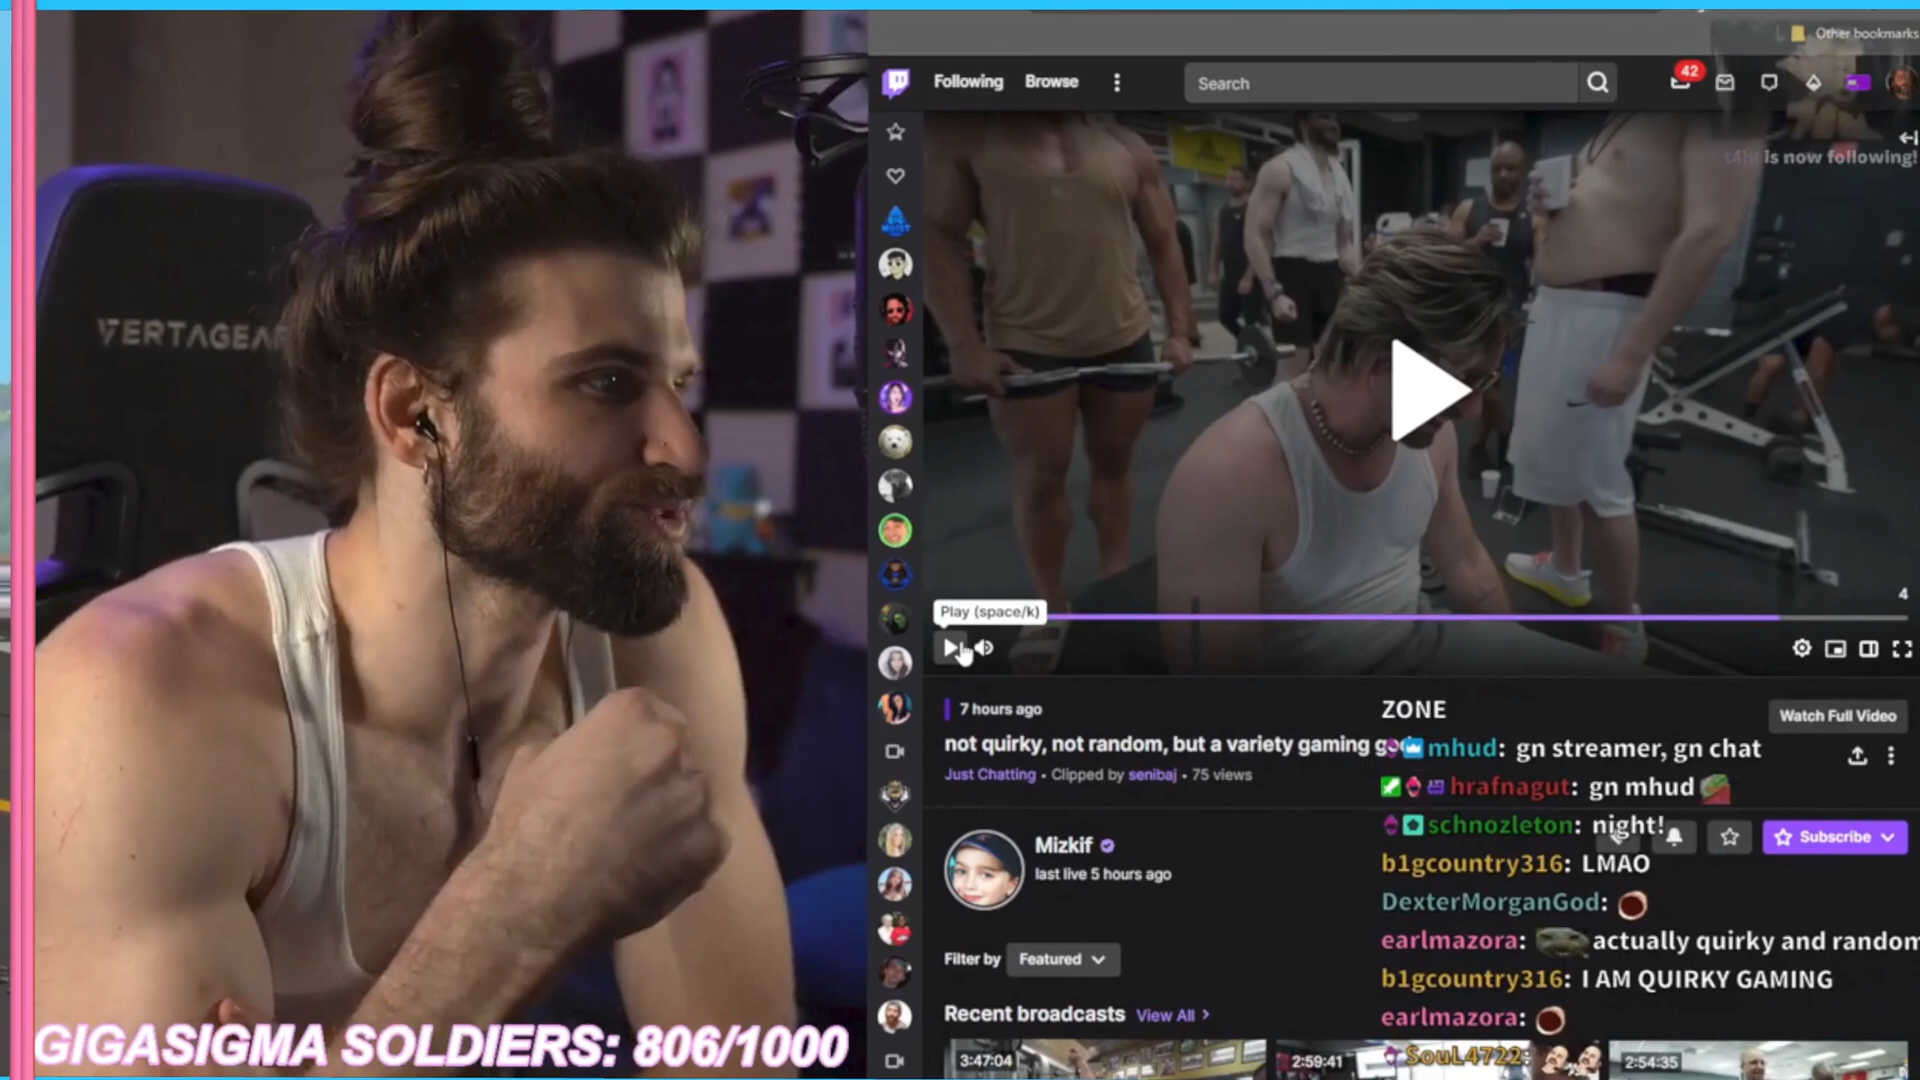 Other bookmarks
Following
Browse
Search
42
is now following!
VERTAGEAR
4
Play (space/k)
7 hours ago
ZONE
Watch Full Video
not quirky, not random, but a variety gaming
mhud: gn streamer, gn chat
Just Chatting • Clipped by senibaj • 75 views
hrafnagut: gn mhud
schnozleton: night!
Subscribe
Mizkif
b1gcountry316: LMAO
last live 5 hours ago
DexterMorganGod:
earlmazora: actually quirky and random
Filter by
Featured
b1gcountry316: I AM QUIRKY GAMING
Recent broadcasts
View All
earlmazora:
GIGASIGMA SOLDIERS: 806/1000
3:47:04
2:59:41
SouL4722:
2:54:35